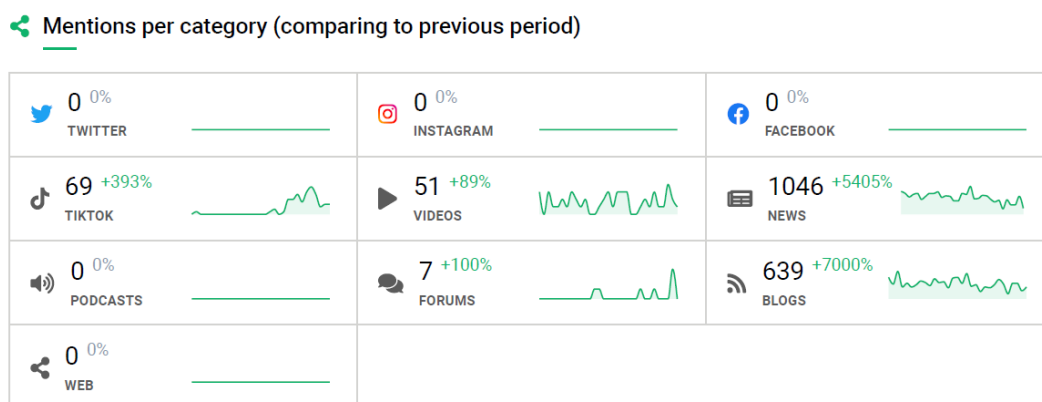 Mentions per category (comparing to previous period)
0 0%
TWITTER
0 0%
INSTAGRAM
0 0%
FACEBOOK
69 +393%
TIKTOK
51 +89%
VIDEOS
1046 +5405%
NEWS
0 0%
PODCASTS
7 +100%
FORUMS
639 +7000%
BLOGS
0 0%
WEB